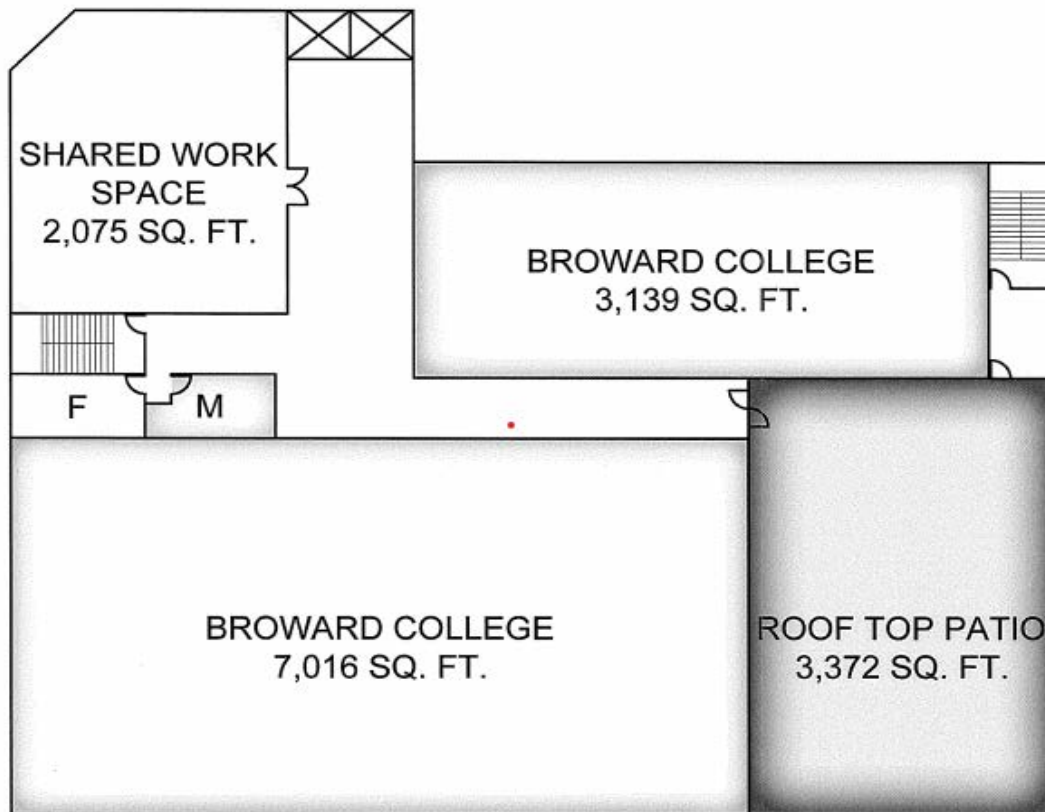 SHARED WORK
SPACE
2,075 SQ. FT.
BROWARD COLLEGE
3,139 SQ. FT.
F
M
BROWARD COLLEGE
7,016 SQ. FT.
ROOF TOP PATIO
3,372 SQ. FT.